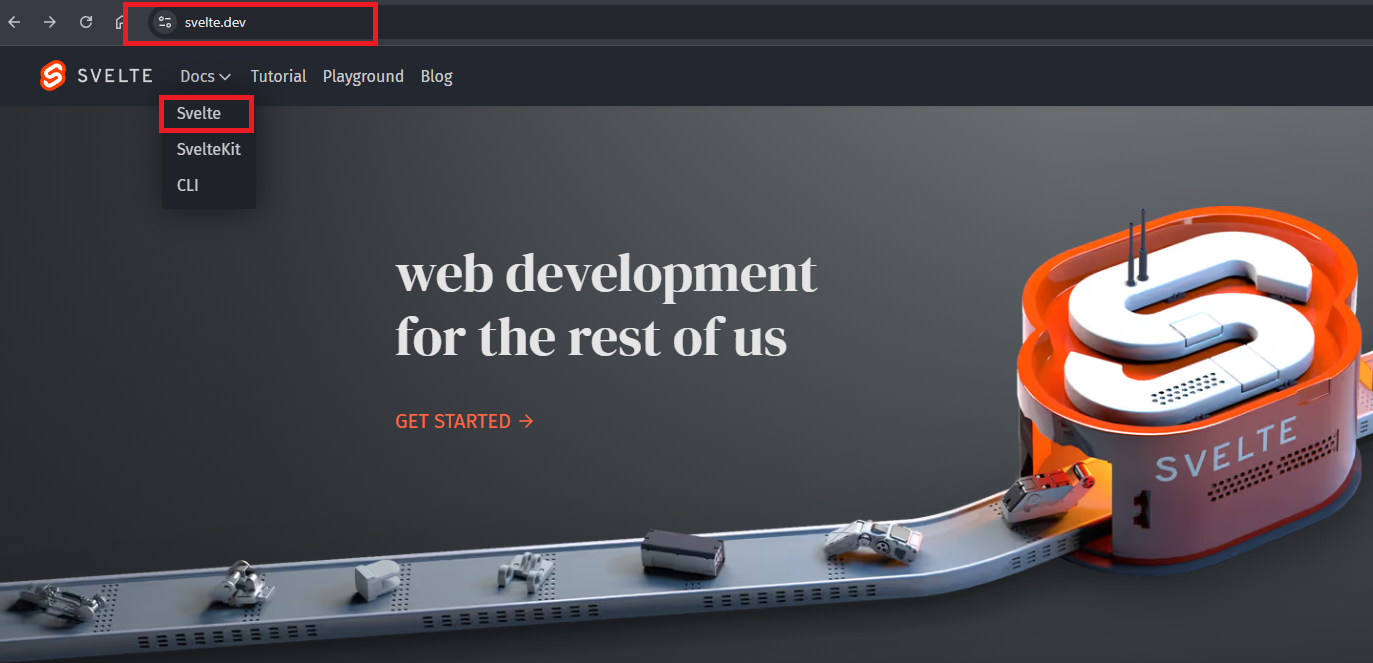 svelte.dev
SVELTE Docs Tutorial Playground Blog
Svelte
SvelteKit
CLI
web development
for the rest of us
GET STARTED →
SVELTE